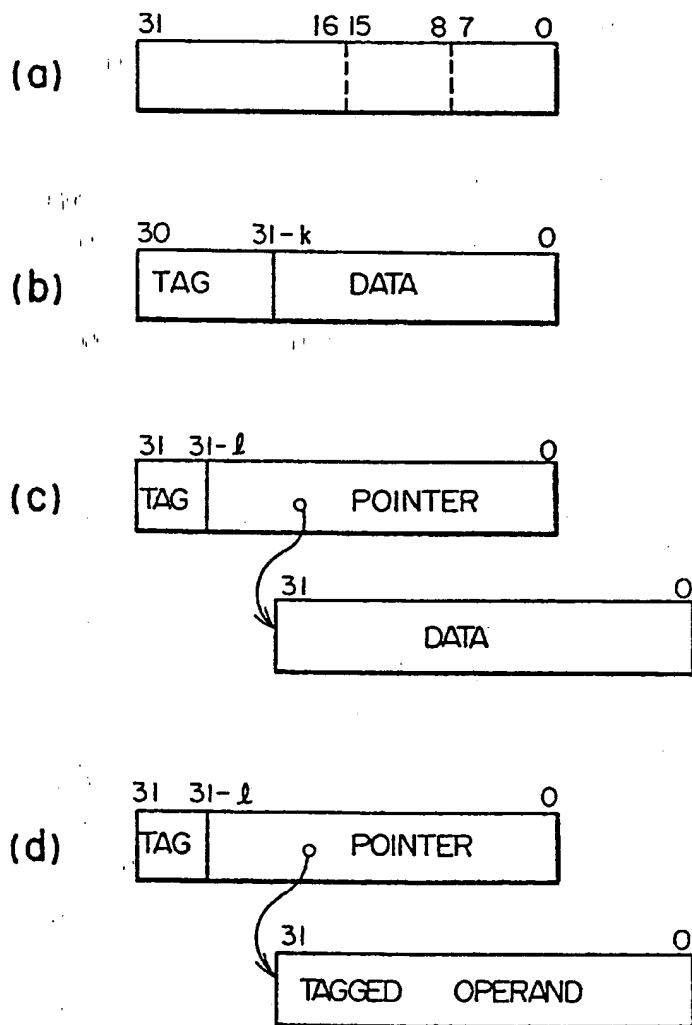 31 16 15 8 7 0
(a)
30 31-k 0
(b) TAG DATA
31 31-l 0
(c) TAG POINTER
31 0
DATA
31 31-l 0
(d) TAG POINTER
31 0
TAGGED OPERAND